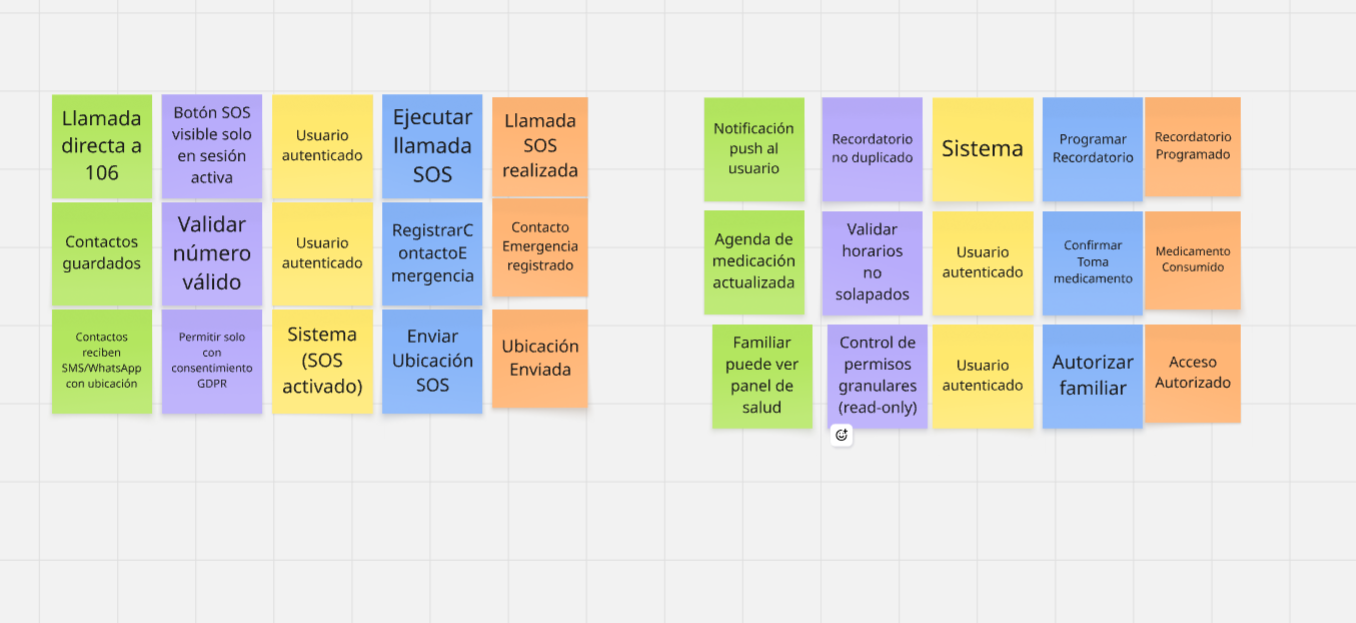 Llamada
directa a
106
Botón SOS
visible solo
en sesión
activa
Usuario
autenticado
Ejecutar
llamada
SOS
Llamada
SOS
realizada
Contactos
guardados
Validar
número
válido
Usuario
autenticado
RegistrarC
ontactoE
mergencia
Contacto
Emergencia
registrado
Contactos
reciben
SMS/WhatsApp
con ubicación
Permitir solo
con
consentimiento
GDPR
Sistema
(SOS
activado)
Enviar
Ubicación
SOS
Ubicación
Enviada
Notificación
push al
usuario
Recordatorio
no duplicado
Sistema
Programar
Recordatorio
Recordatorio
Programado
Agenda de
medicación
actualizada
Validar
horarios
no
solapados
Usuario
autenticado
Confirmar
Toma
medicamento
Medicamento
Consumido
Familiar
puede ver
panel de
salud
Control de
permisos
granulares
(read-only)
Usuario
autenticado
Autorizar
familiar
Acceso
Autorizado